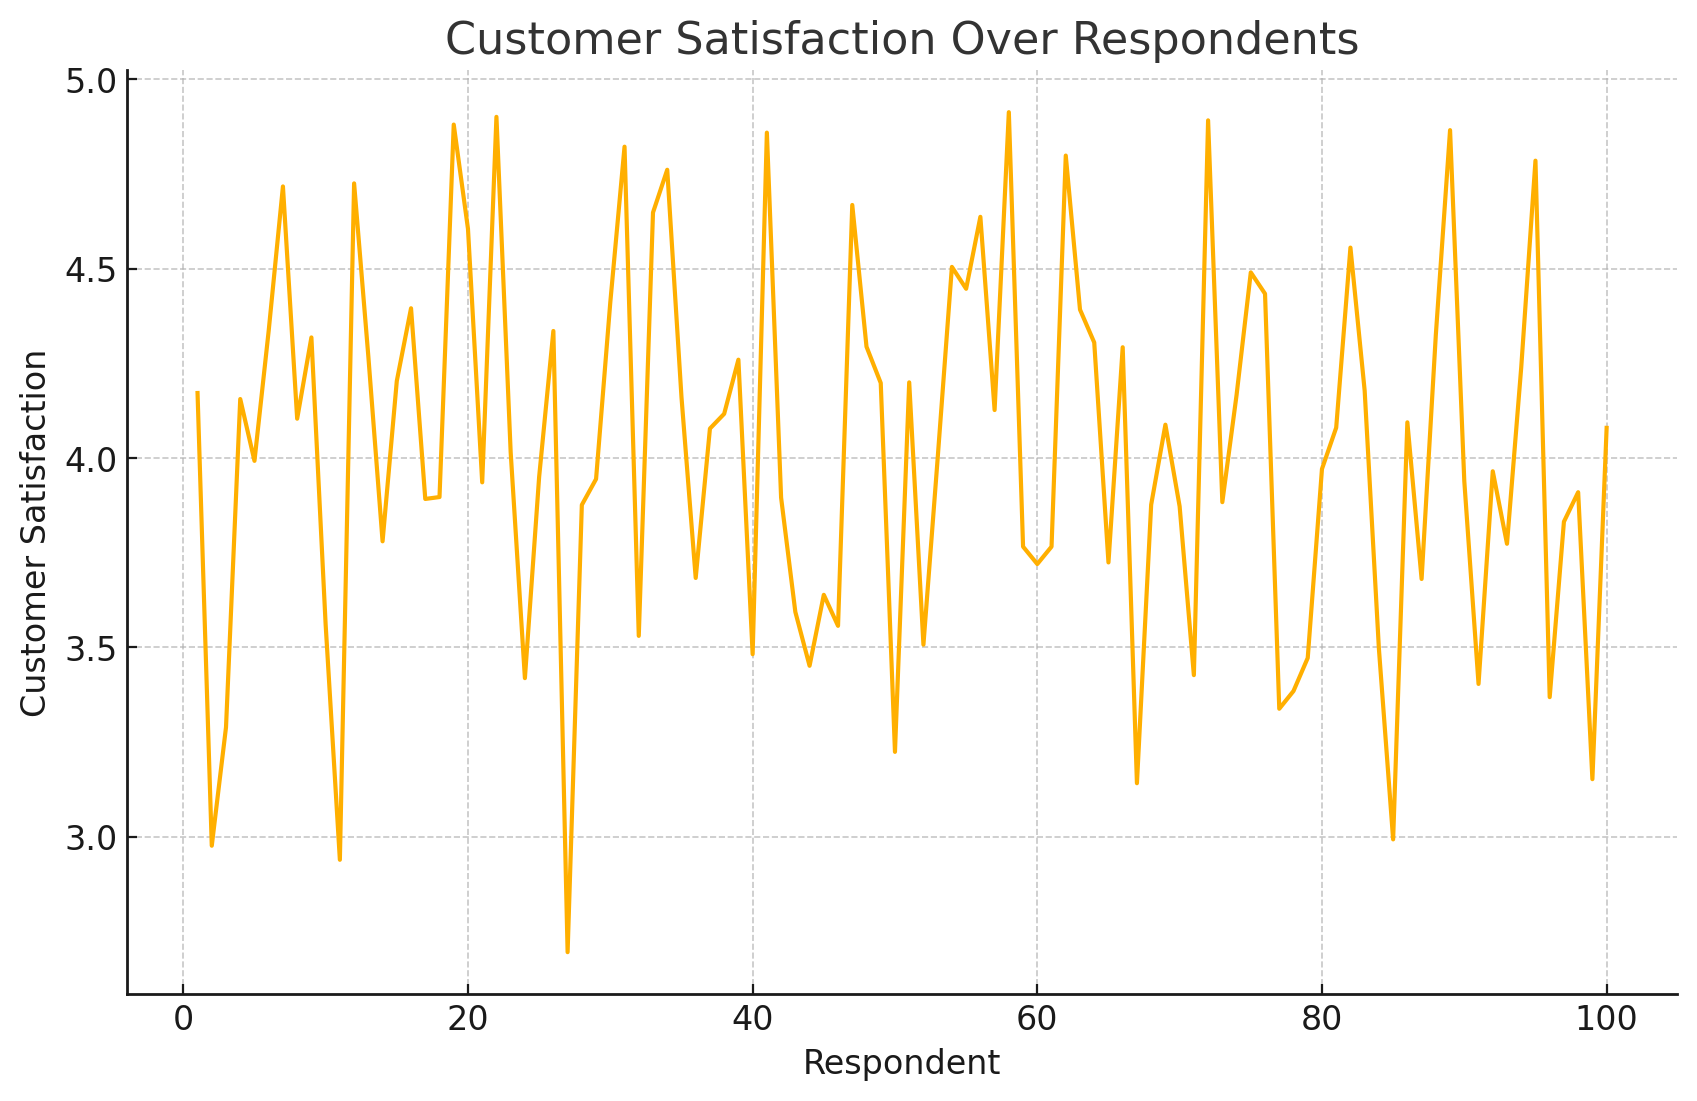 Customer Satisfaction Over Respondents
5.0
4.5
4.0
3.5
3.0
Customer Satisfaction
0 20 40 60 80 100
Respondent